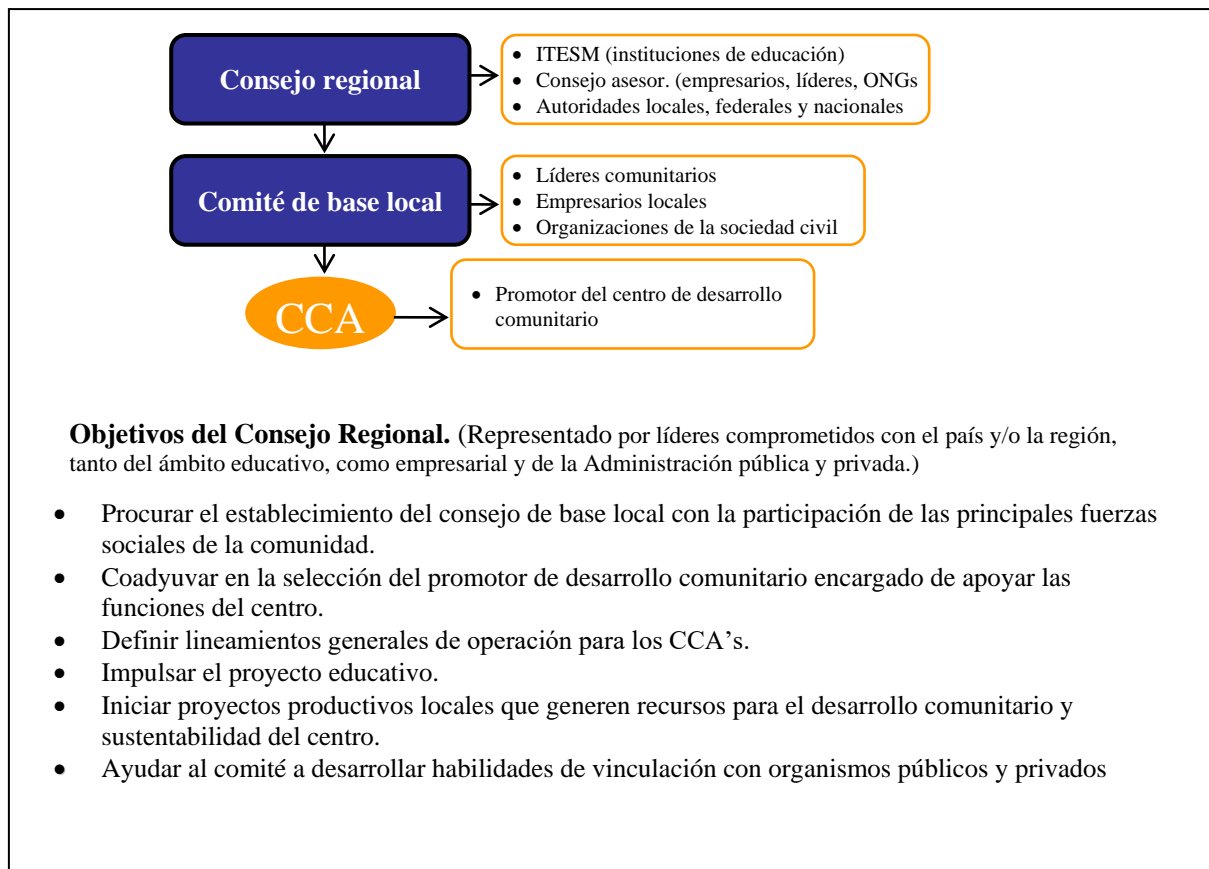 Consejo regional
• ITESM (instituciones de educación)
• Consejo asesor. (empresarios, líderes, ONGs
• Autoridades locales, federales y nacionales
Comité de base local
• Líderes comunitarios
• Empresarios locales
• Organizaciones de la sociedad civil
CCA
• Promotor del centro de desarrollo
comunitario
Objetivos del Consejo Regional. (Representado por líderes comprometidos con el país y/o la región,
tanto del ámbito educativo, como empresarial y de la Administración pública y privada.)
• Procurar el establecimiento del consejo de base local con la participación de las principales fuerzas
sociales de la comunidad.
• Coadyuvar en la selección del promotor de desarrollo comunitario encargado de apoyar las
funciones del centro.
• Definir lineamientos generales de operación para los CCA’s.
• Impulsar el proyecto educativo.
• Iniciar proyectos productivos locales que generen recursos para el desarrollo comunitario y
sustentabilidad del centro.
• Ayudar al comité a desarrollar habilidades de vinculación con organismos públicos y privados